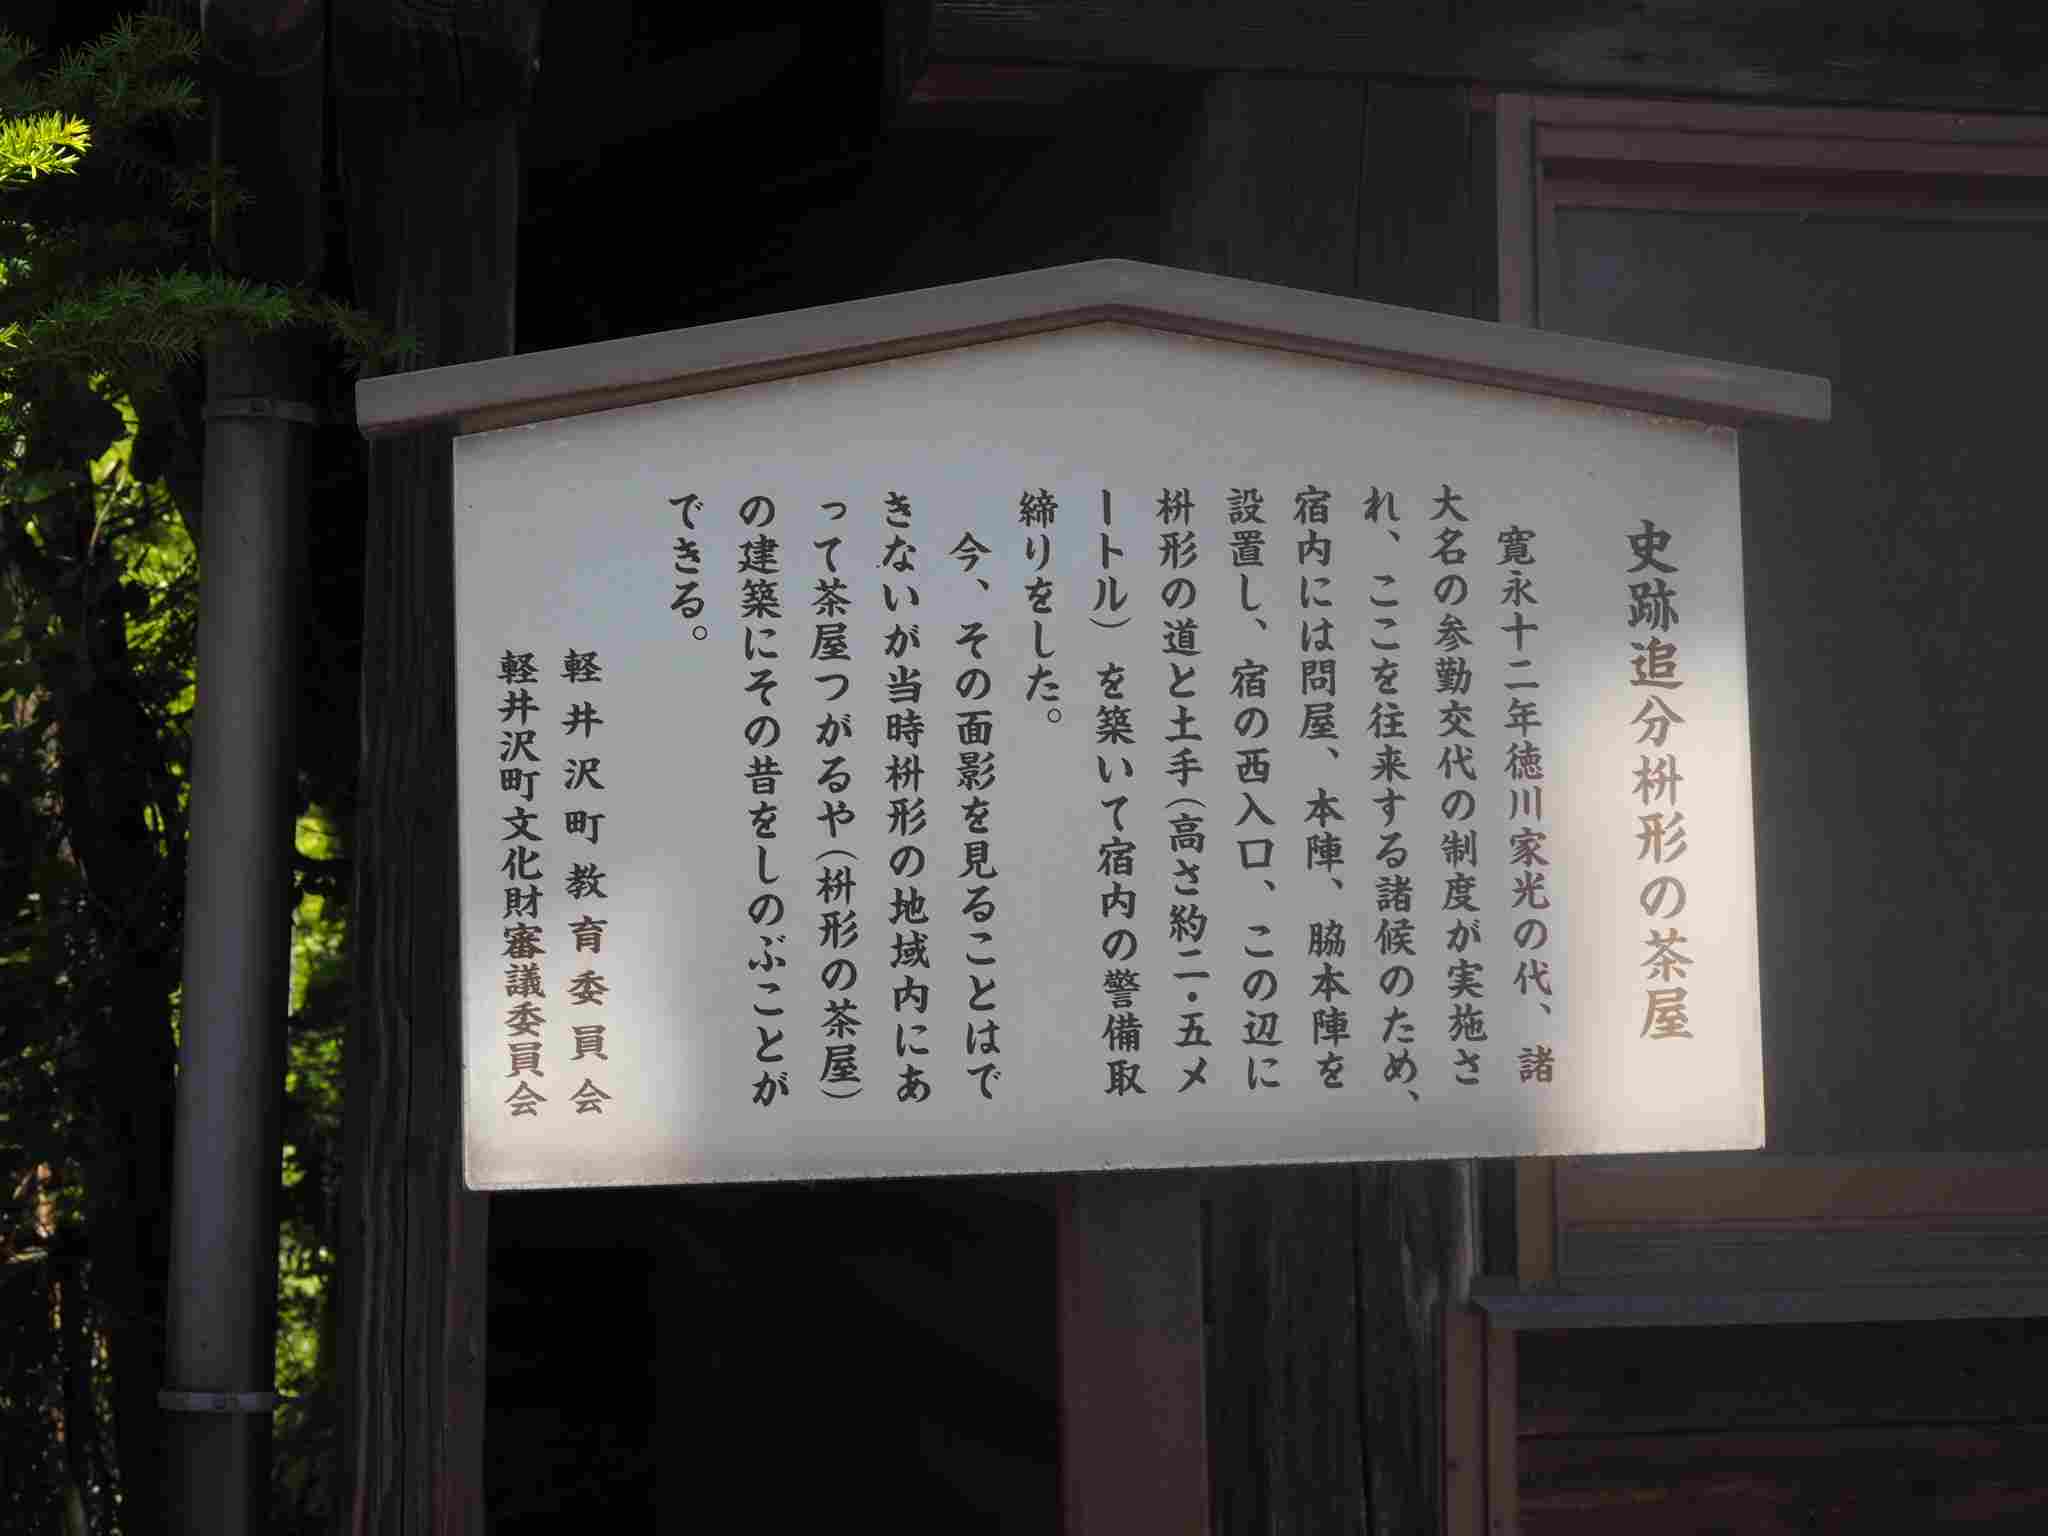 史跡追分枡形の茶屋
寛永十二年徳川家光の代、諸
大名の参勤交代の制度が実施さ
れ、ここを往来する諸候のため、
宿内には問屋、本陣、脇本陣を
設置し、宿の西入口、この辺に
枡形の道と土手(高さ約二・五メ
ートル)を築いて宿内の警備取
締りをした。
今、その面影を見ることはで
きないが当時枡形の地域内にあ
って茶屋つがるや(枡形の茶屋)
の建築にその昔をしのぶことが
できる。
軽井沢町教育委員会
軽井沢町文化財審議委員会